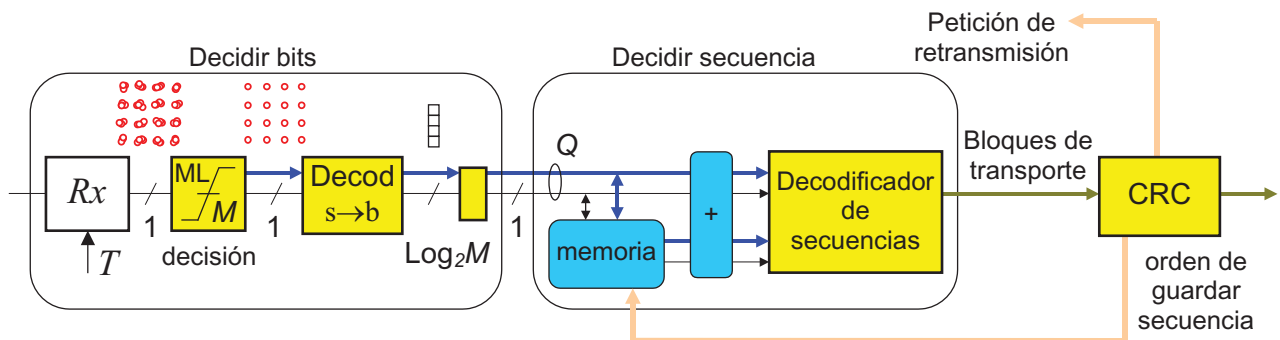 Petición de
retransmisión
Decidir bits
Decidir secuencia
Rx
T
1
ML
M
decisión
1
Decod
s→b
Log2M
1
Q
memoria
+
Decodificador
de
secuencias
Bloques de
transporte
CRC
orden de
guardar
secuencia